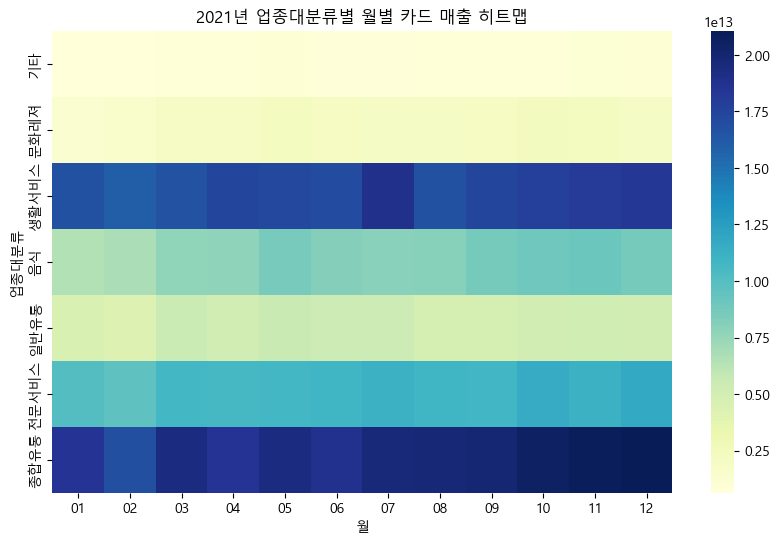 2021년 업종대분류별 월별 카드 매출 히트맵
1e13
업종대분류
기타
문화레져
생활서비스
음식
일반유통
전문서비스
종합유통
01 02 03 04 05 06 07 08 09 10 11 12
월
2.00
1.75
1.50
1.25
1.00
0.75
0.50
0.25